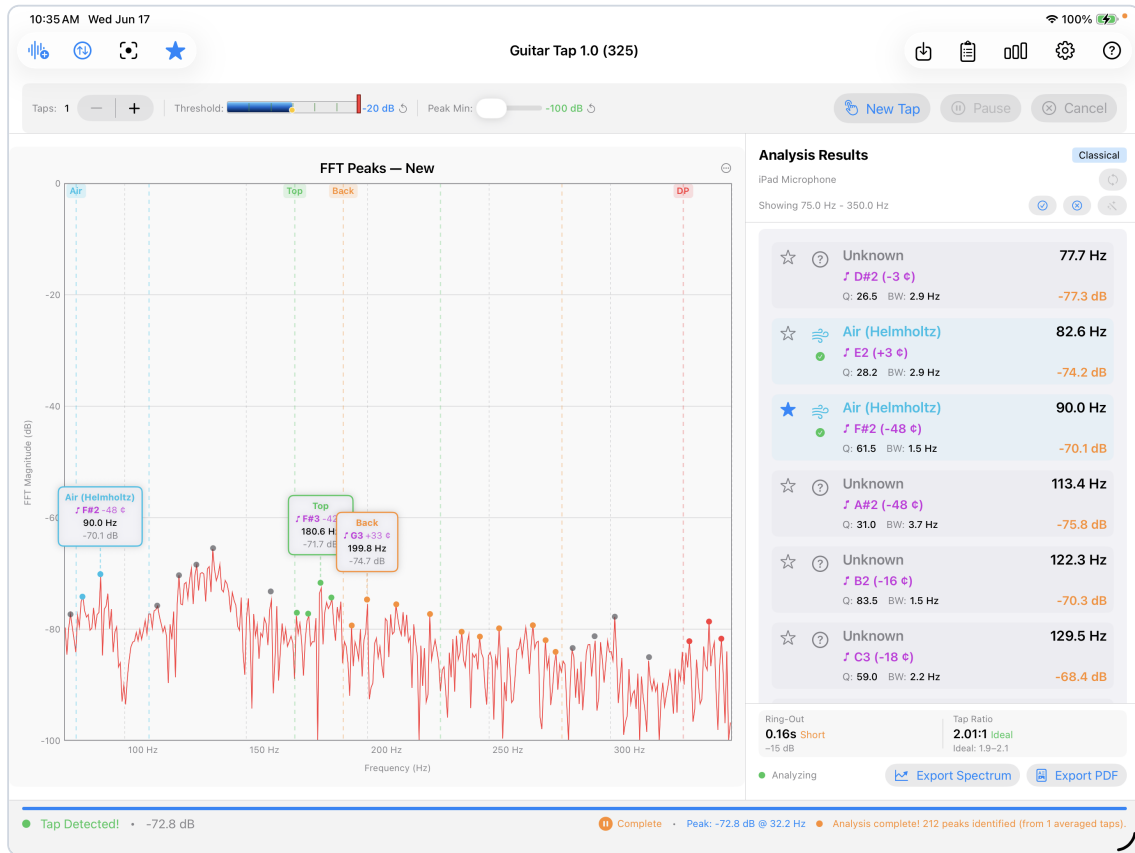 10:35 AM Wed Jun 17
100%
Guitar Tap 1.0 (325)
Taps: 1
Threshold: -20 dB
Peak Min: -100 dB
New Tap
Pause
Cancel
FFT Peaks — New
Air
Top
Back
DP
0
-20
-40
-60
-80
-100
FFT Magnitude (dB)
Air (Helmholtz)
F#2 -48 ¢
90.0 Hz
-70.1 dB
Top
F#3 -42
180.6 H
-71.7 dB
Back
G3 +33 ¢
199.8 Hz
-74.7 dB
100 Hz
150 Hz
200 Hz
250 Hz
300 Hz
Frequency (Hz)
Analysis Results
Classical
iPad Microphone
Showing 75.0 Hz - 350.0 Hz
Unknown 77.7 Hz
D#2 (-3 ¢)
Q: 26.5 BW: 2.9 Hz -77.3 dB
Air (Helmholtz) 82.6 Hz
E2 (+3 ¢)
Q: 28.2 BW: 2.9 Hz -74.2 dB
Air (Helmholtz) 90.0 Hz
F#2 (-48 ¢)
Q: 61.5 BW: 1.5 Hz -70.1 dB
Unknown 113.4 Hz
A#2 (-48 ¢)
Q: 31.0 BW: 3.7 Hz -75.8 dB
Unknown 122.3 Hz
B2 (-16 ¢)
Q: 83.5 BW: 1.5 Hz -70.3 dB
Unknown 129.5 Hz
C3 (-18 ¢)
Q: 59.0 BW: 2.2 Hz -68.4 dB
Ring-Out
0.16s Short
−15 dB
Tap Ratio
2.01:1 Ideal
Ideal: 1.9–2.1
Analyzing
Export Spectrum
Export PDF
Tap Detected! • -72.8 dB
Complete • Peak: -72.8 dB @ 32.2 Hz
Analysis complete! 212 peaks identified (from 1 averaged taps).